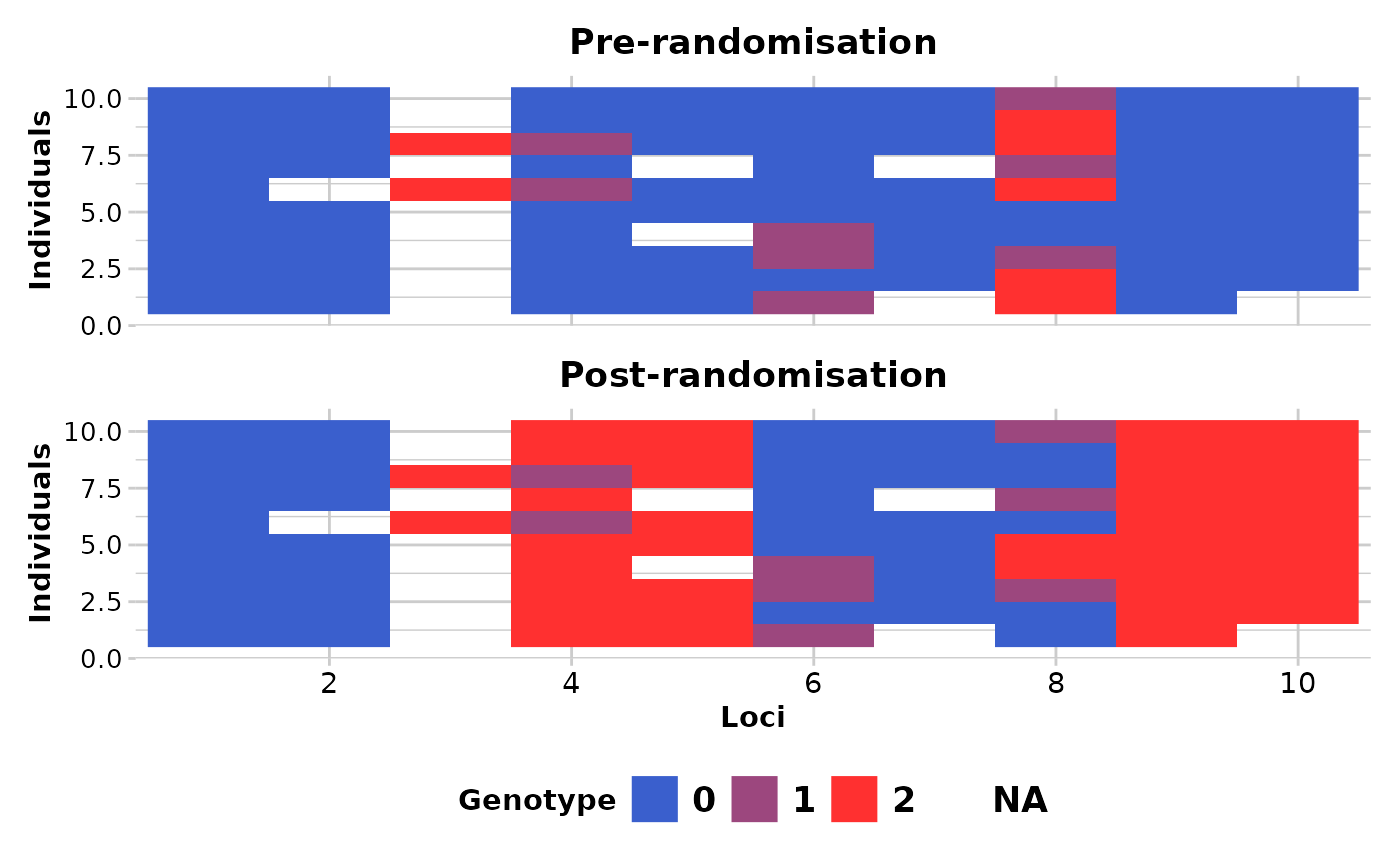 Pre-randomisation
Individuals
10.0
7.5
5.0
2.5
0.0
Post-randomisation
Individuals
10.0
7.5
5.0
2.5
0.0
2 4 6 8 10
Loci
Genotype 0 1 2 NA